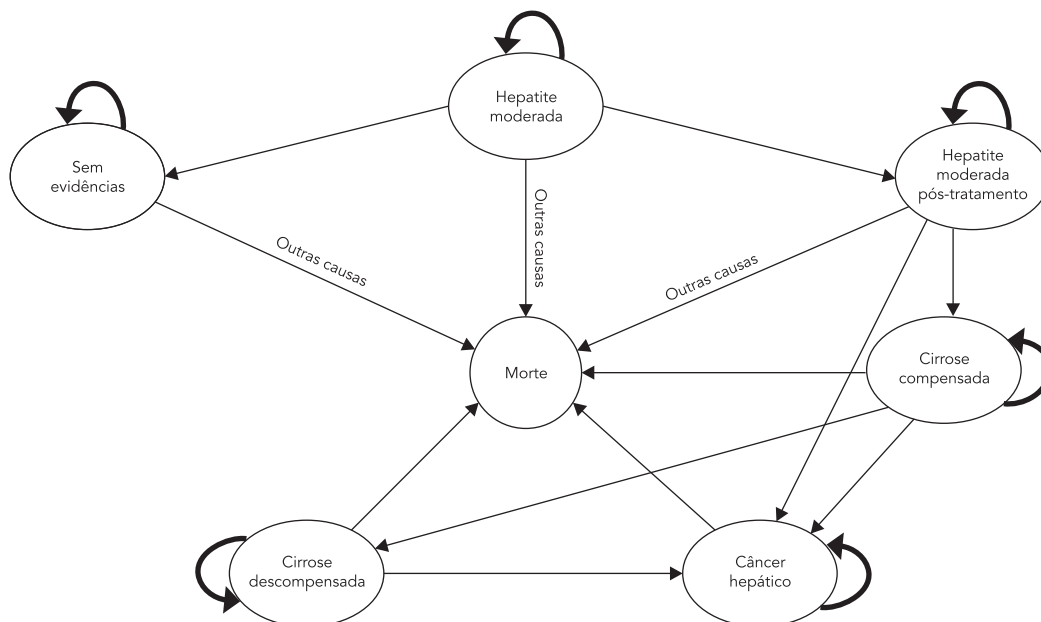 Hepatite
moderada
Sem
evidências
Hepatite
moderada
pós-tratamento
Outras causas
Outras causas
Outras causas
Morte
Cirrose
compensada
Cirrose
descompensada
Câncer
hepático